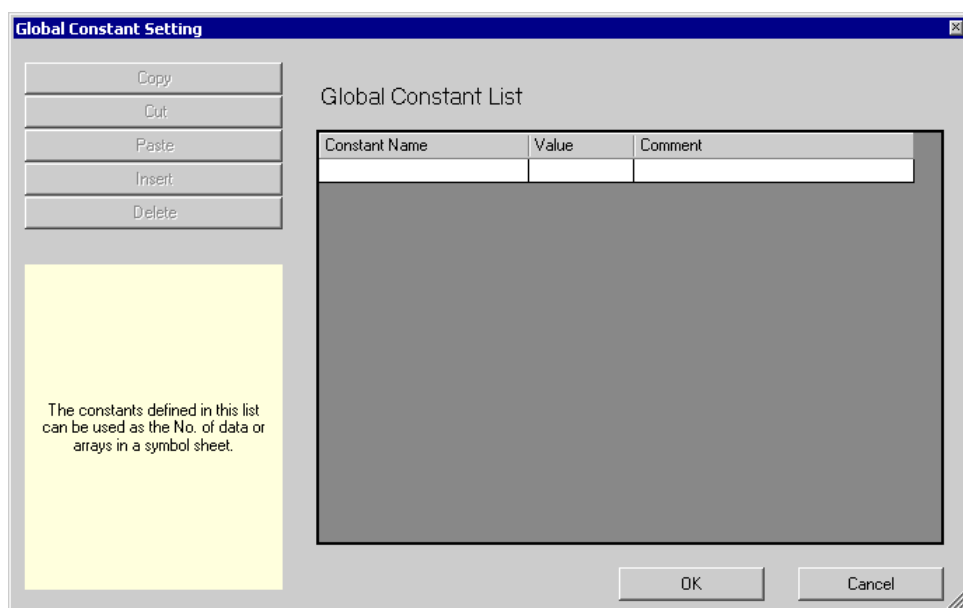 Global Constant Setting
Copy
Cut
Paste
Insert
Delete
The constants defined in this list
can be used as the No. of data or
arrays in a symbol sheet.
Global Constant List
Constant Name Value Comment
OK Cancel